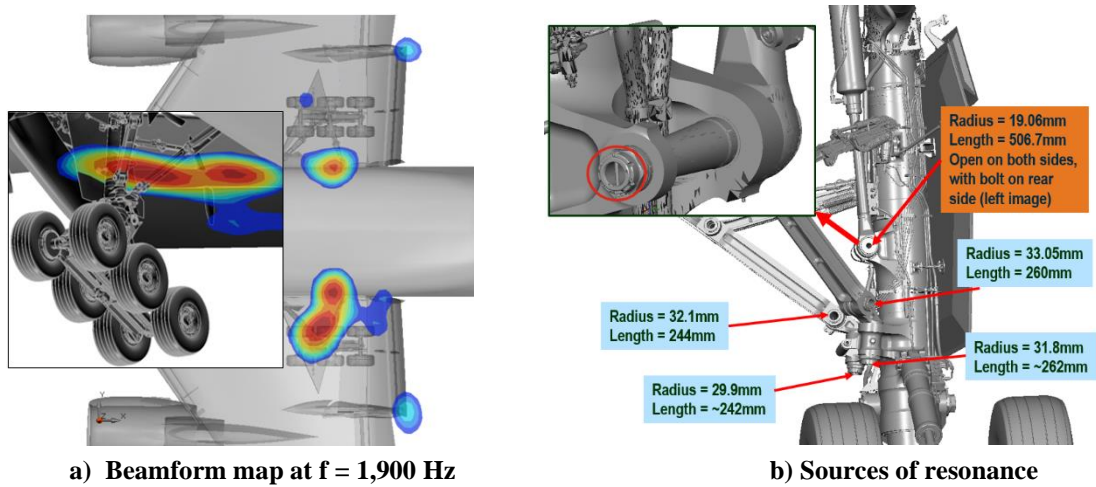 Radius = 19.06mm
Length = 506.7mm
Open on both sides,
with bolt on rear
side (left image)
Radius = 33.05mm
Length = 260mm
Radius = 32.1mm
Length = 244mm
Radius = 31.8mm
Length = ~262mm
Radius = 29.9mm
Length = ~242mm
a) Beamform map at f = 1,900 Hz
b) Sources of resonance